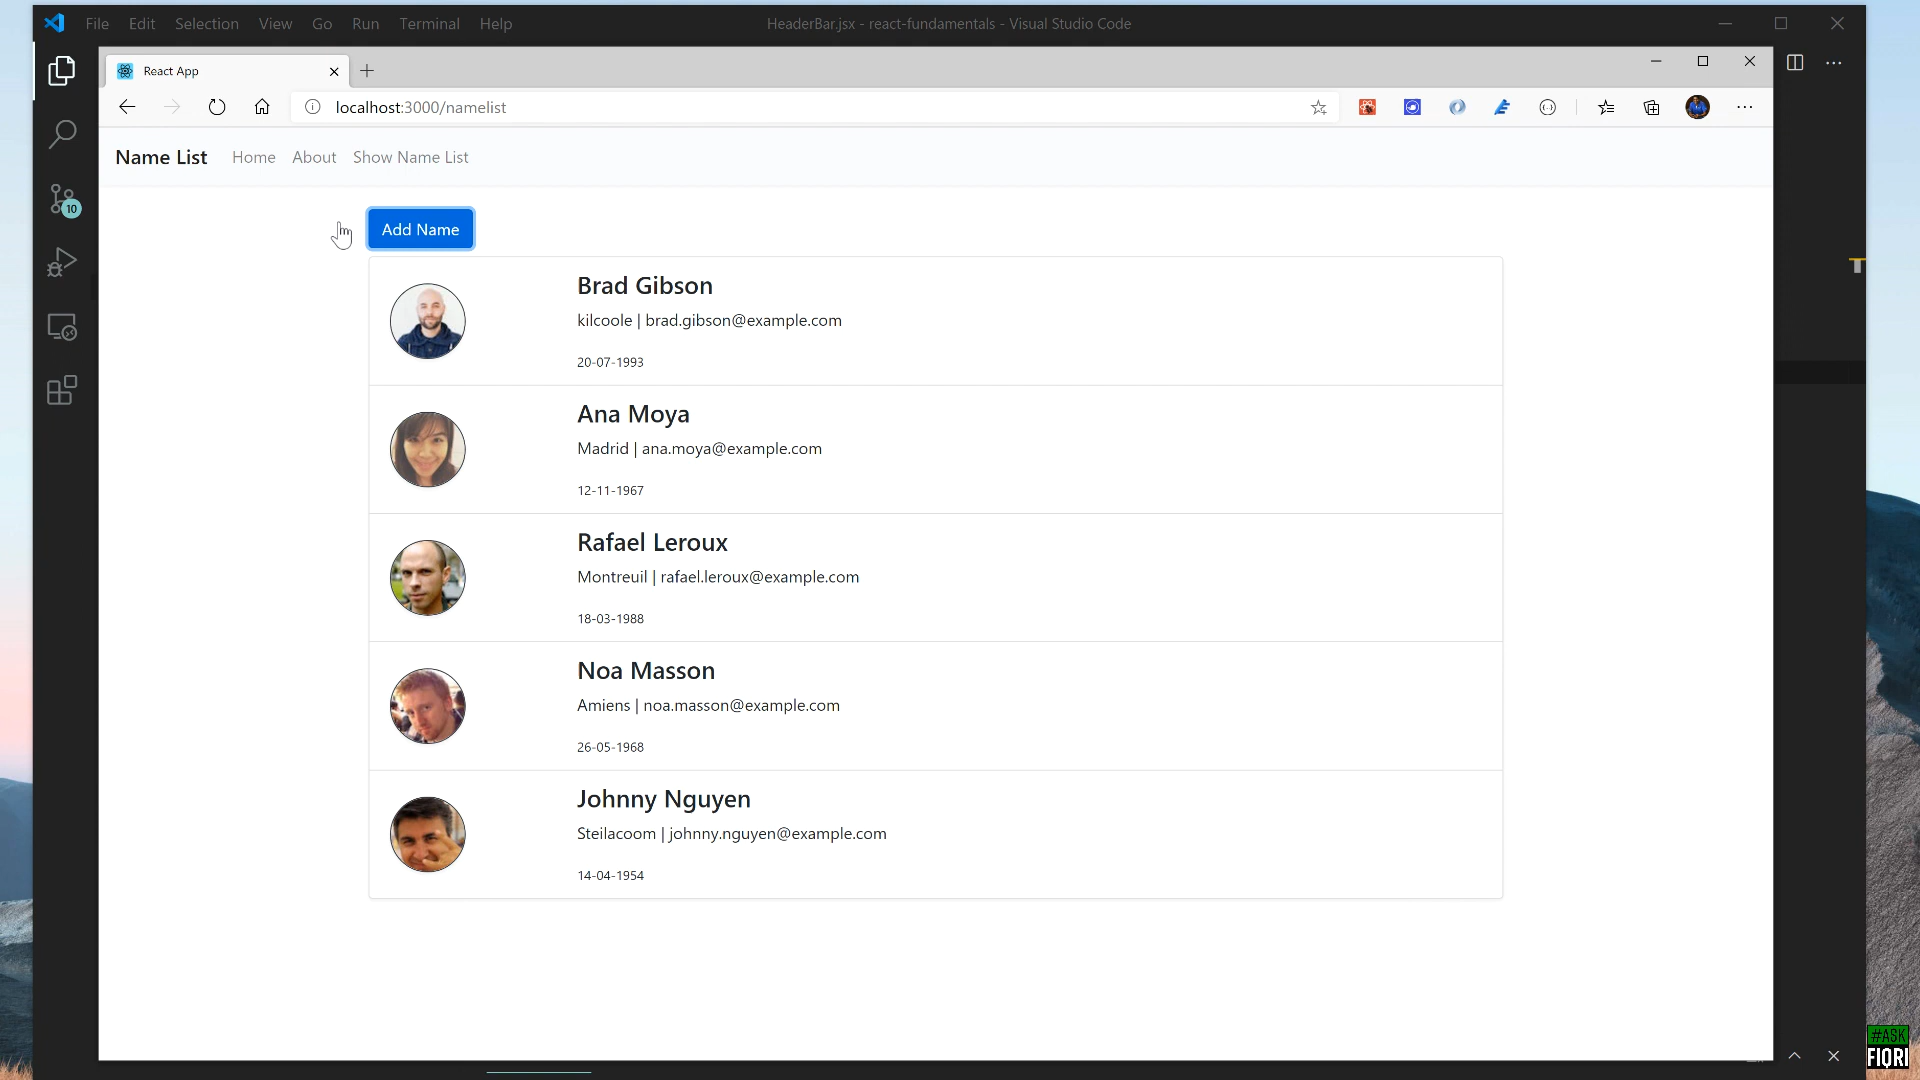 File Edit Selection View Go Run Terminal Help
HeaderBar.jsx - react-fundamentals - Visual Studio Code
React App
localhost:3000/namelist
10
Name List Home About Show Name List
Add Name
Brad Gibson
kilcoole | brad.gibson@example.com
20-07-1993
Ana Moya
Madrid | ana.moya@example.com
12-11-1967
Rafael Leroux
Montreuil | rafael.leroux@example.com
18-03-1988
Noa Masson
Amiens | noa.masson@example.com
26-05-1968
Johnny Nguyen
Steilacoom | johnny.nguyen@example.com
14-04-1954
#ASK
FIQRI